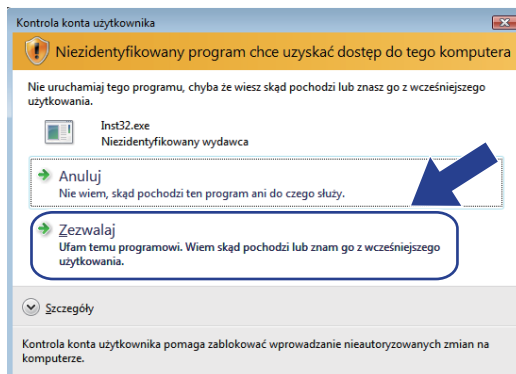 Kontrola konta użytkownika
Niezidentyfikowany program chce uzyskać dostęp do tego komputera
Nie uruchamiaj tego programu, chyba że wiesz skąd pochodzi lub znasz go z wcześniejszego
użytkowania.
Inst32.exe
Niezidentyfikowany wydawca
Anuluj
Nie wiem, skąd pochodzi ten program ani do czego służy.
Zezwalaj
Ufam temu programowi. Wiem skąd pochodzi lub znam go z wcześniejszego
użytkowania.
Szczegóły
Kontrola konta użytkownika pomaga zablokować wprowadzanie nieautoryzowanych zmian na
komputerze.